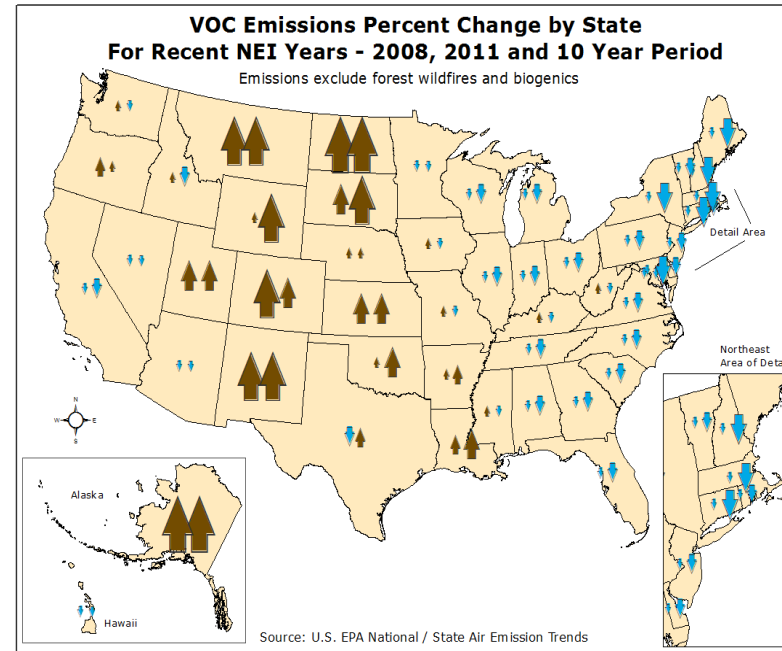 VOC Emissions Percent Change by State
For Recent NEI Years - 2008, 2011 and 10 Year Period
Emissions exclude forest wildfires and biogenics
Detail Area
Northeast
Area of Deta
N
W E
S
Alaska
Hawaii
Source: U.S. EPA National / State Air Emission Trends